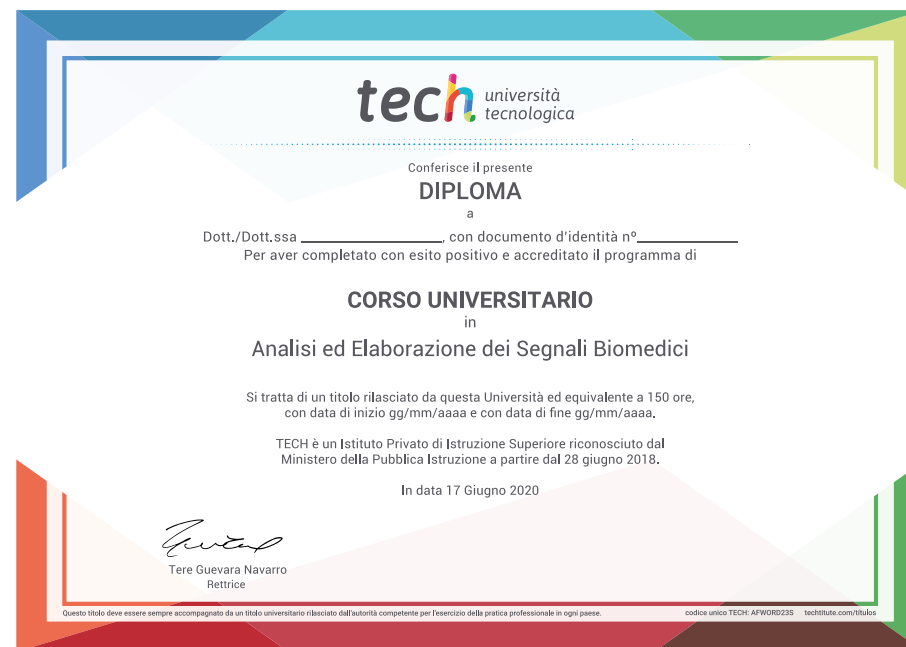 tech università
tecnologica
Conferisce il presente
DIPLOMA
a
Dott./Dott.ssa ____________________, con documento d'identità nº______________
Per aver completato con esito positivo e accreditato il programma di
CORSO UNIVERSITARIO
in
Analisi ed Elaborazione dei Segnali Biomedici
Si tratta di un titolo rilasciato da questa Università ed equivalente a 150 ore,
con data di inizio gg/mm/aaaa e con data di fine gg/mm/aaaa.
TECH è un Istituto Privato di Istruzione Superiore riconosciuto dal
Ministero della Pubblica Istruzione a partire dal 28 giugno 2018.
In data 17 Giugno 2020
Tere Guevara Navarro
Rettrice
Questo titolo deve essere sempre accompagnato da un titolo universitario rilasciato dall'autorità competente per l'esercizio della pratica professionale in ogni paese.
codice unico TECH: AFWORD23S techtitute.com/titulos